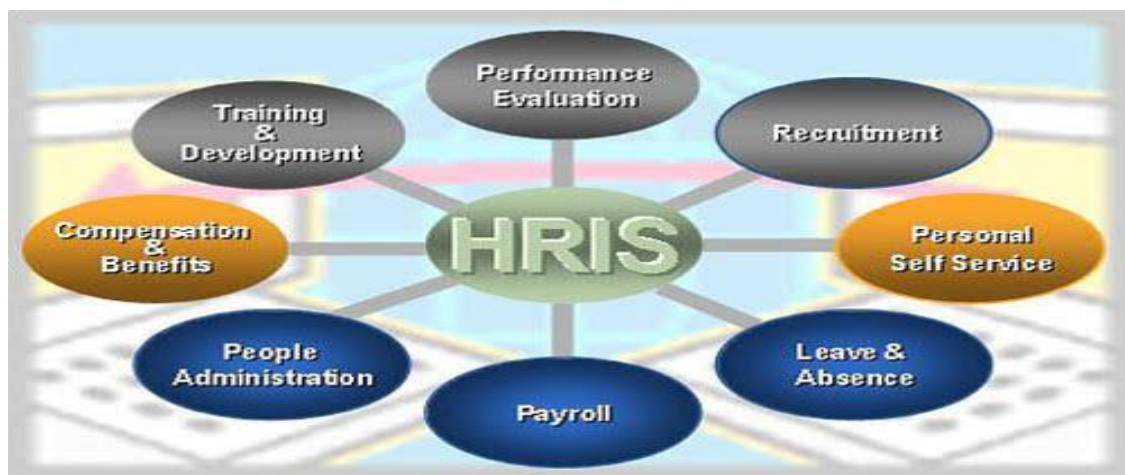 Performance
Evaluation
Training
&
Development
Recruitment
Compensation
&
Benefits
HRIS
Personal
Self Service
People
Administration
Leave &
Absence
Payroll